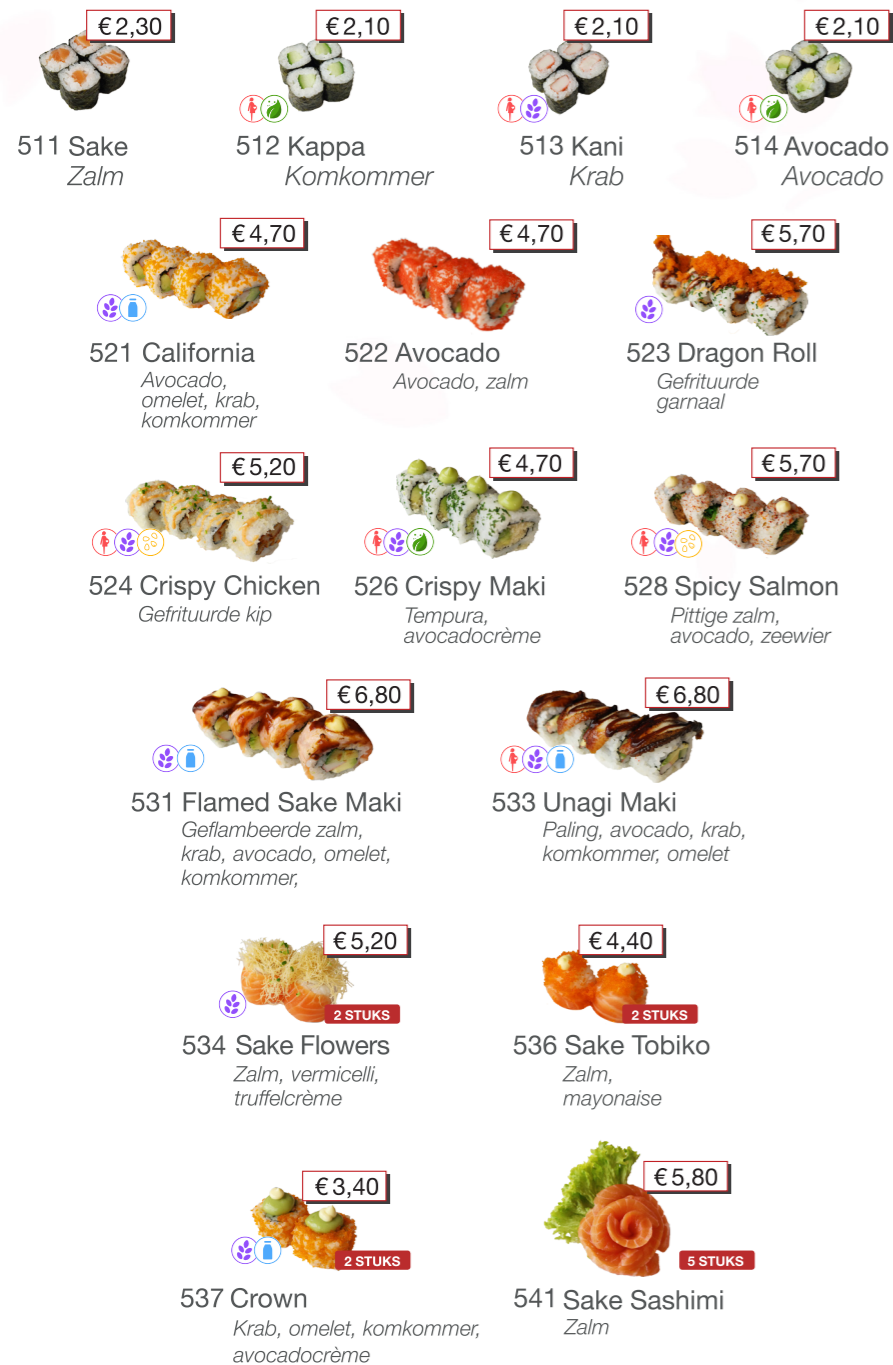 € 2,30
511 Sake
Zalm
€ 2,10
512 Kappa
Komkommer
€ 2,10
513 Kani
Krab
€ 2,10
514 Avocado
Avocado
€ 4,70
521 California
Avocado,
omelet, krab,
komkommer
€ 4,70
522 Avocado
Avocado, zalm
€ 5,70
523 Dragon Roll
Gefrituurde
garnaal
€ 5,20
524 Crispy Chicken
Gefrituurde kip
€ 4,70
526 Crispy Maki
Tempura,
avocadocrème
€ 5,70
528 Spicy Salmon
Pittige zalm,
avocado, zeewier
€ 6,80
531 Flamed Sake Maki
Geflambeerde zalm,
krab, avocado, omelet,
komkommer,
€ 6,80
533 Unagi Maki
Paling, avocado, krab,
komkommer, omelet
€ 5,20
2 STUKS
534 Sake Flowers
Zalm, vermicelli,
truffelcrème
€ 4,40
2 STUKS
536 Sake Tobiko
Zalm,
mayonaise
€ 3,40
2 STUKS
537 Crown
Krab, omelet, komkommer,
avocadocrème
€ 5,80
5 STUKS
541 Sake Sashimi
Zalm